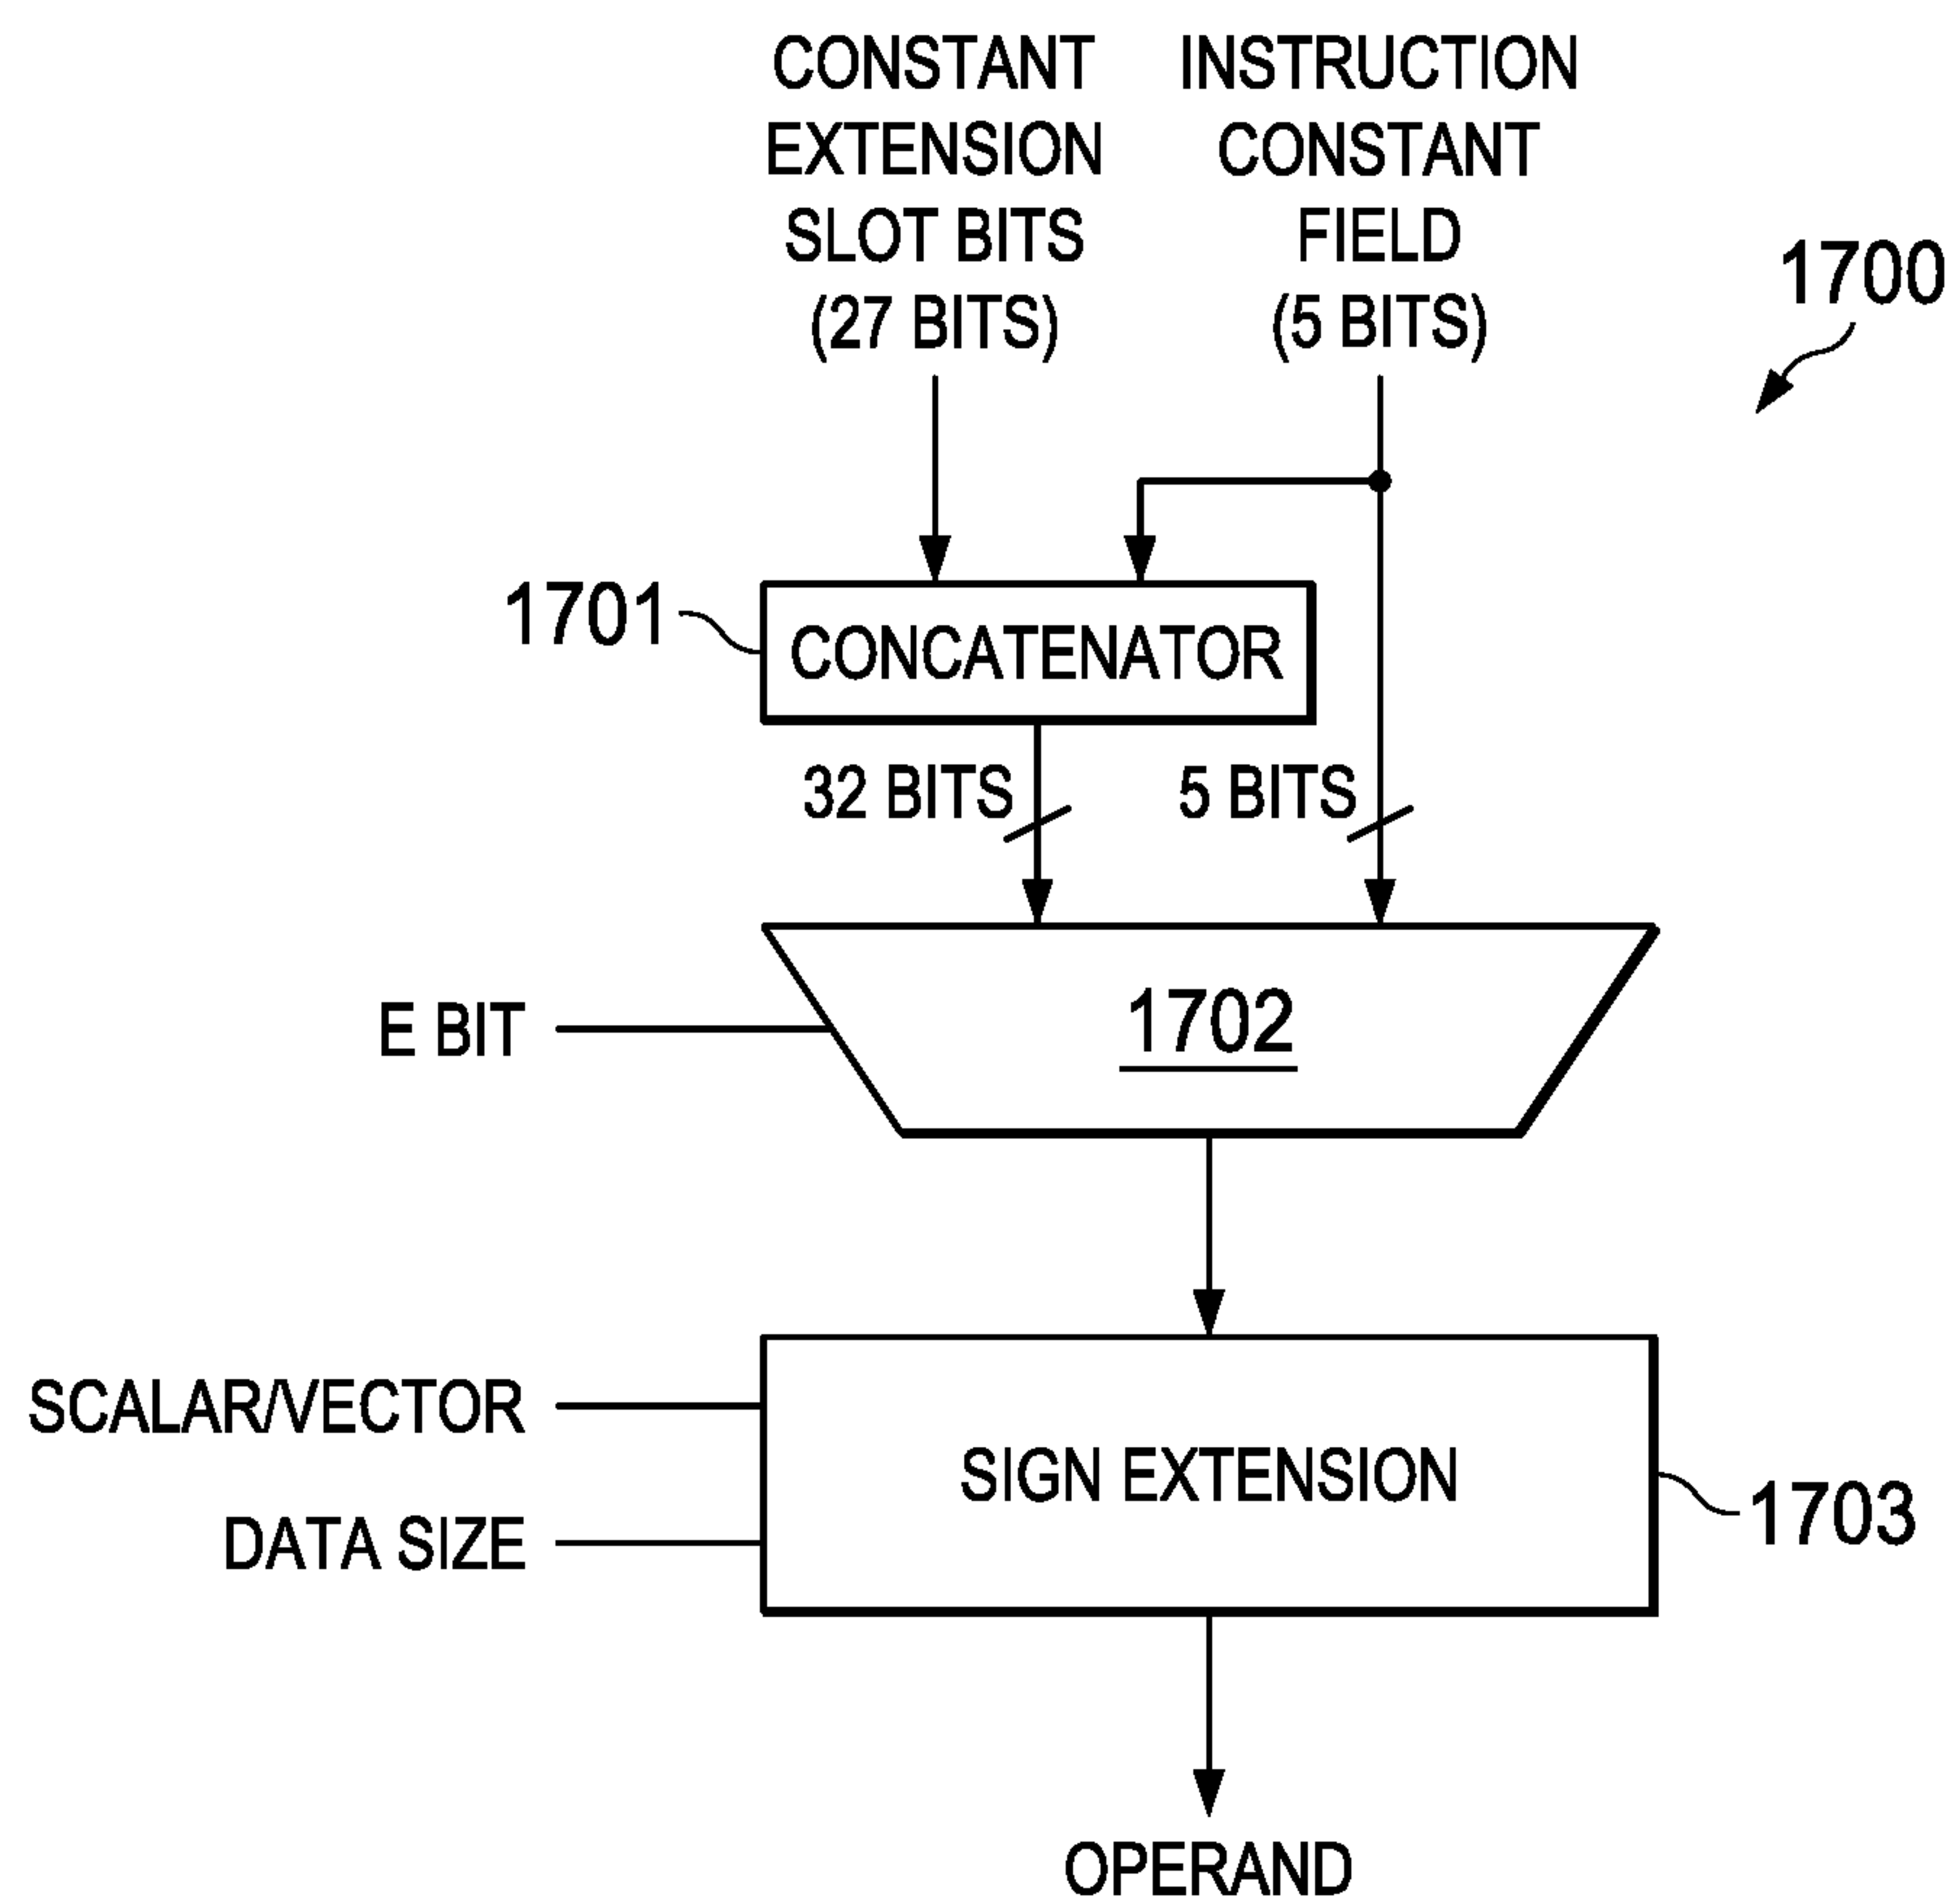 CONSTANT
EXTENSION
SLOT BITS
(27 BITS)
INSTRUCTION
CONSTANT
FIELD
(5 BITS)
1700
1701
CONCATENATOR
32 BITS
5 BITS
E BIT
1702
SCALAR/VECTOR
DATA SIZE
SIGN EXTENSION
1703
OPERAND